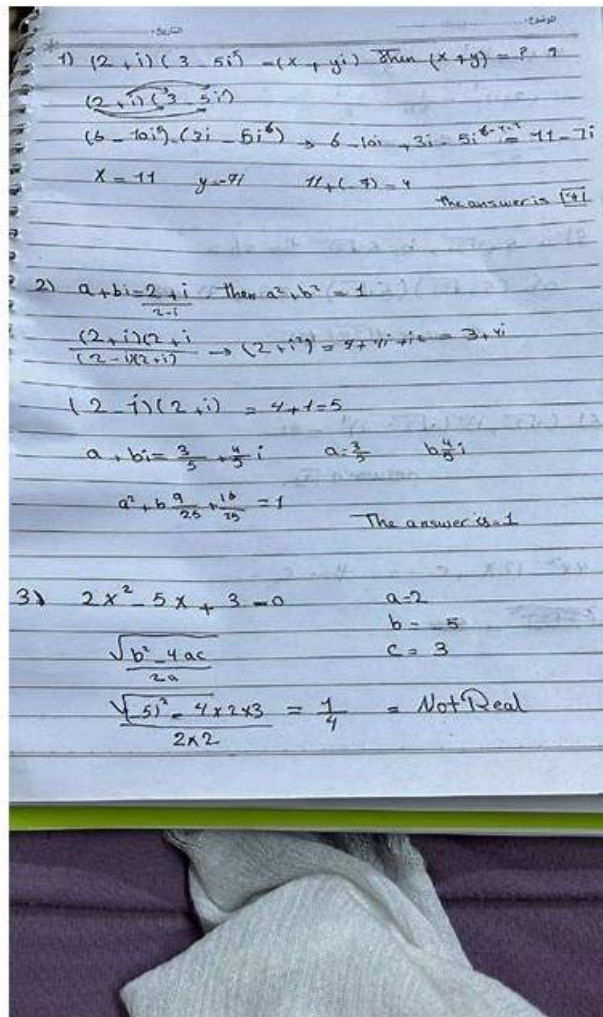 الموضوع: التاريخ:
1) (2 + i) (3 - 5i⁵) = (x + yi) Then (x + y) = ? ?
(2 + i) (3 - 5i⁵)
(6 - 10i⁵) + (3i - 5i⁶) → 6 - 10i + 3i - 5i⁶ = 11 - 7i
x = 11 y = -7i 11 + (-7) = 4
The answer is 4
2) a + bi = 2 + i / 2 - i Then a² + b² = 1
(2 + i)(2 + i / (2 - i)(2 + i) → (2 + i²) = 4 + 4i + i² = 3 + 4i
(2 - i)(2 + i) = 4 + 1 = 5
a + bi = 3/5 + 4/5 i a = 3/5 b 4/5 i
a² + b 9/25 + 16/25 = 1
The answer is = 1
3) 2x² - 5x + 3 = 0 a = 2
b = - 5
√b² - 4ac / 2a c = 3
√(-5)² - 4 x 2 x 3 / 2 x 2 = 1/4 = Not Real